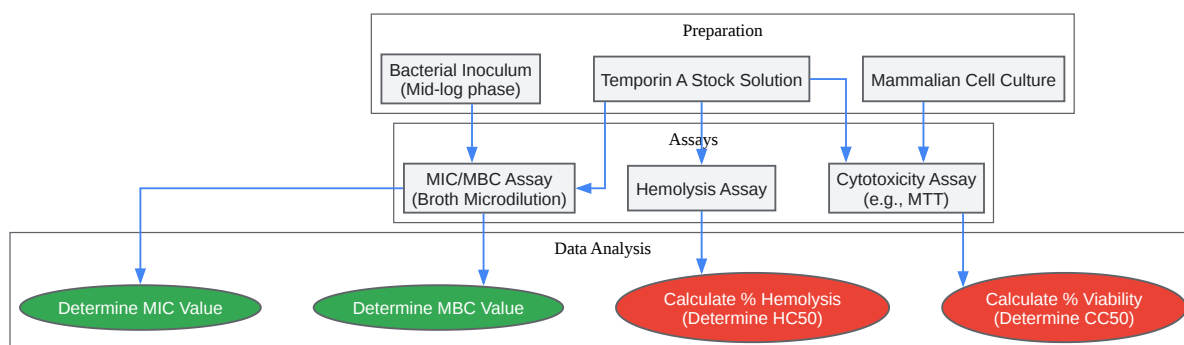 Preparation
Bacterial Inoculum
(Mid-log phase)
Temporin A Stock Solution
Mammalian Cell Culture
Assays
MIC/MBC Assay
(Broth Microdilution)
Hemolysis Assay
Cytotoxicity Assay
(e.g., MTT)
Data Analysis
Determine MIC Value
Determine MBC Value
Calculate % Hemolysis
(Determine HC50)
Calculate % Viability
(Determine CC50)